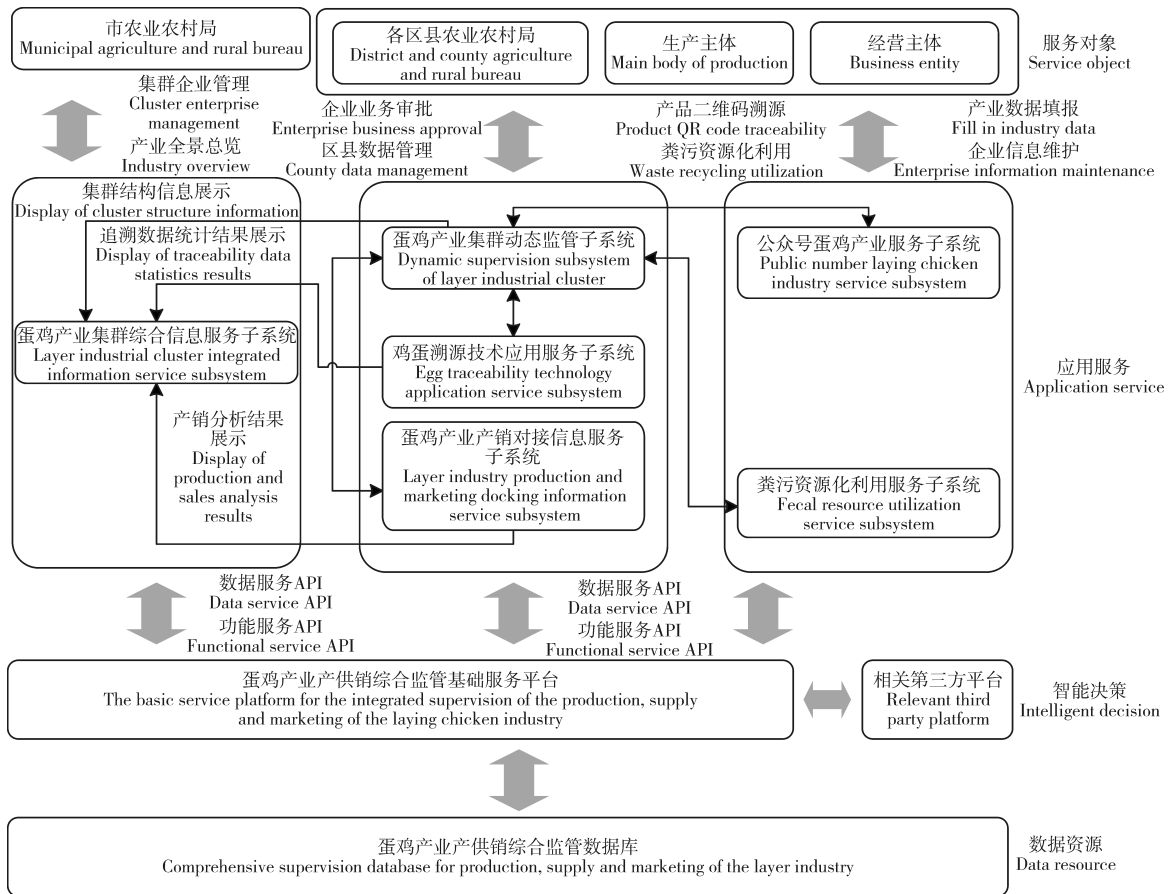 市农业农村局
Municipal agriculture and rural bureau
各区县农业农村局
District and county agriculture
and rural bureau
生产主体
Main body of production
经营主体
Business entity
服务对象
Service object
集群企业管理
Cluster enterprise
management
产业全景总览
Industry overview
企业业务审批
Enterprise business approval
区县数据管理
County data management
产品二维码溯源
Product QR code traceability
粪污资源化利用
Waste recycling utilization
产业数据填报
Fill in industry data
企业信息维护
Enterprise information maintenance
集群结构信息展示
Display of cluster structure information
追溯数据统计结果展示
Display of traceability data
statistics results
蛋鸡产业集群综合信息服务子系统
Layer industrial cluster integrated
information service subsystem
产销分析结果
展示
Display of
production and
sales analysis
results
蛋鸡产业集群动态监管子系统
Dynamic supervision subsystem
of layer industrial cluster
鸡蛋溯源技术应用服务子系统
Egg traceability technology
application service subsystem
蛋鸡产业产销对接信息服务
子系统
Layer industry production and
marketing docking information
service subsystem
公众号蛋鸡产业服务子系统
Public number laying chicken
industry service subsystem
粪污资源化利用服务子系统
Fecal resource utilization
service subsystem
应用服务
Application service
数据服务API
Data service API
功能服务API
Functional service API
数据服务API
Data service API
功能服务API
Functional service API
蛋鸡产业产供销综合监管基础服务平台
The basic service platform for the integrated supervision of the production, supply
and marketing of the laying chicken industry
相关第三方平台
Relevant third
party platform
智能决策
Intelligent decision
蛋鸡产业产供销综合监管数据库
Comprehensive supervision database for production, supply and marketing of the layer industry
数据资源
Data resource